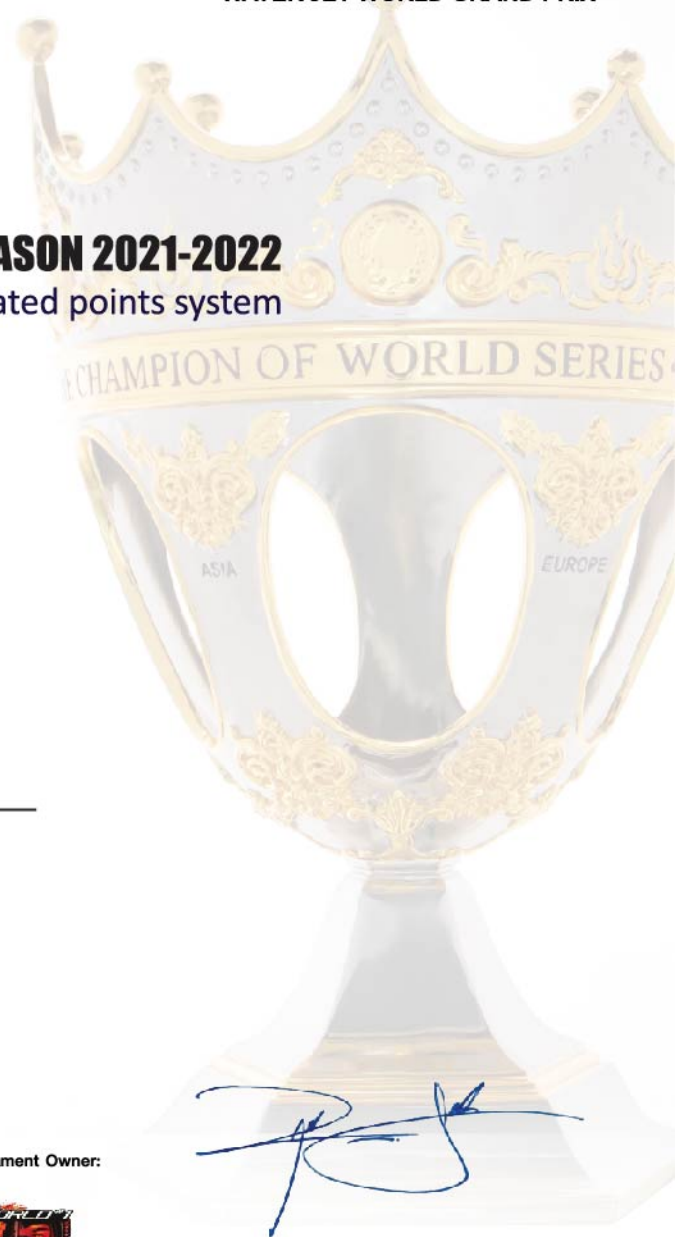 ASON 2021-2022
ated points system
CHAMPION OF WORLD SERIES
ASIA
EUROPE
ment Owner: